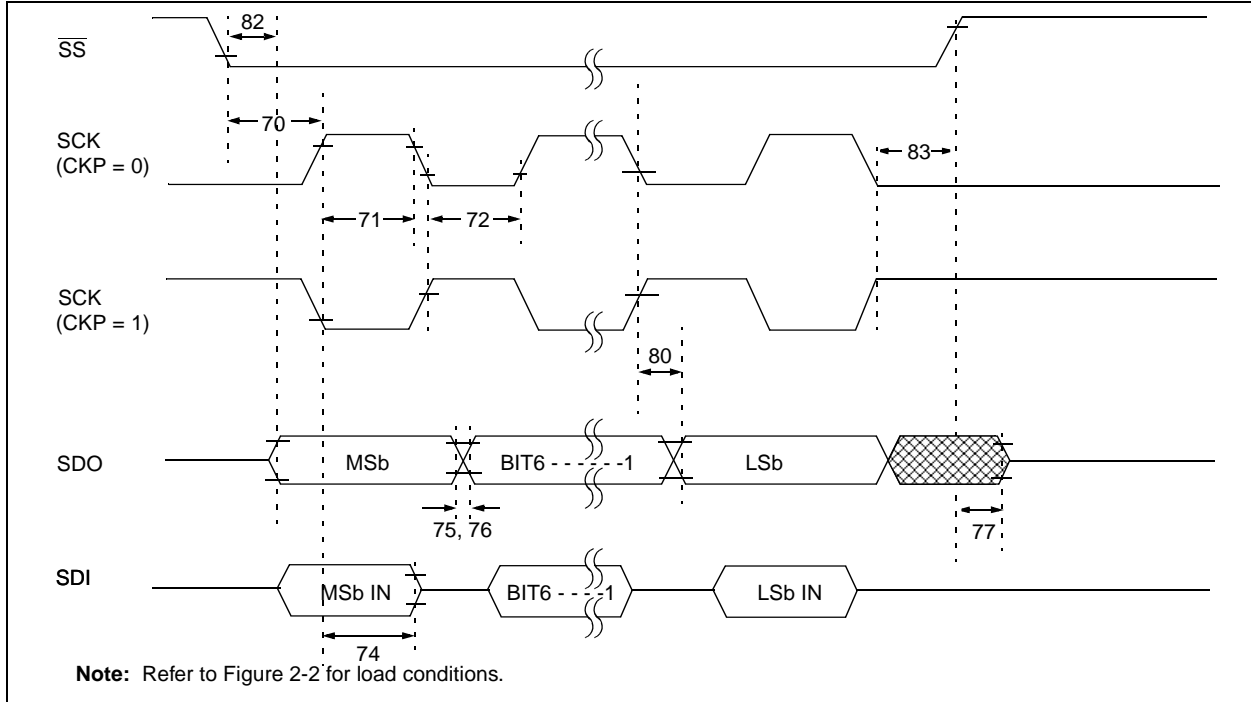 82
SS
70
SCK
(CKP = 0)
83
71
72
SCK
(CKP = 1)
80
SDO
MSb
BIT6 - - - - - -1
LSb
75, 76
77
SDI
MSb IN
BIT6 - - - -1
LSb IN
74
Note: Refer to Figure 2-2 for load conditions.